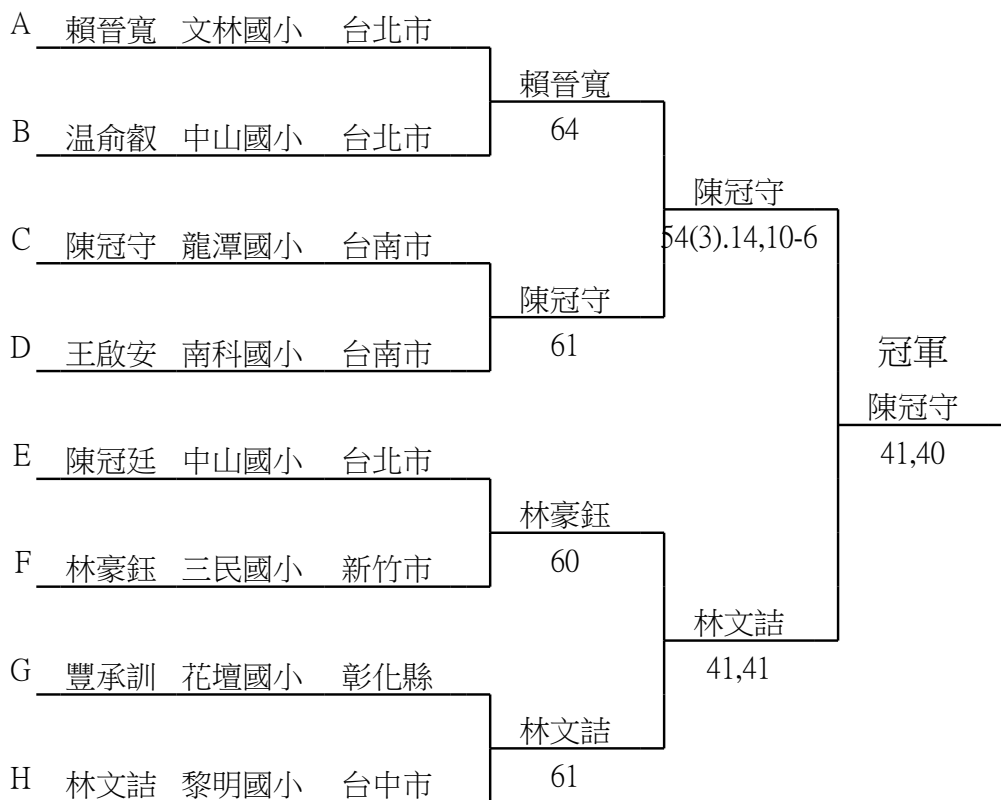 A 賴晉寬 文林國小 台北市
賴晉寬
B 温俞叡 中山國小 台北市
64
陳冠守
C 陳冠守 龍潭國小 台南市
54(3).14,10-6
陳冠守
D 王啟安 南科國小 台南市
61
冠軍
陳冠守
E 陳冠廷 中山國小 台北市
41,40
林豪鈺
F 林豪鈺 三民國小 新竹市
60
林文詰
G 豐承訓 花壇國小 彰化縣
41,41
林文詰
H 林文詰 黎明國小 台中市
61